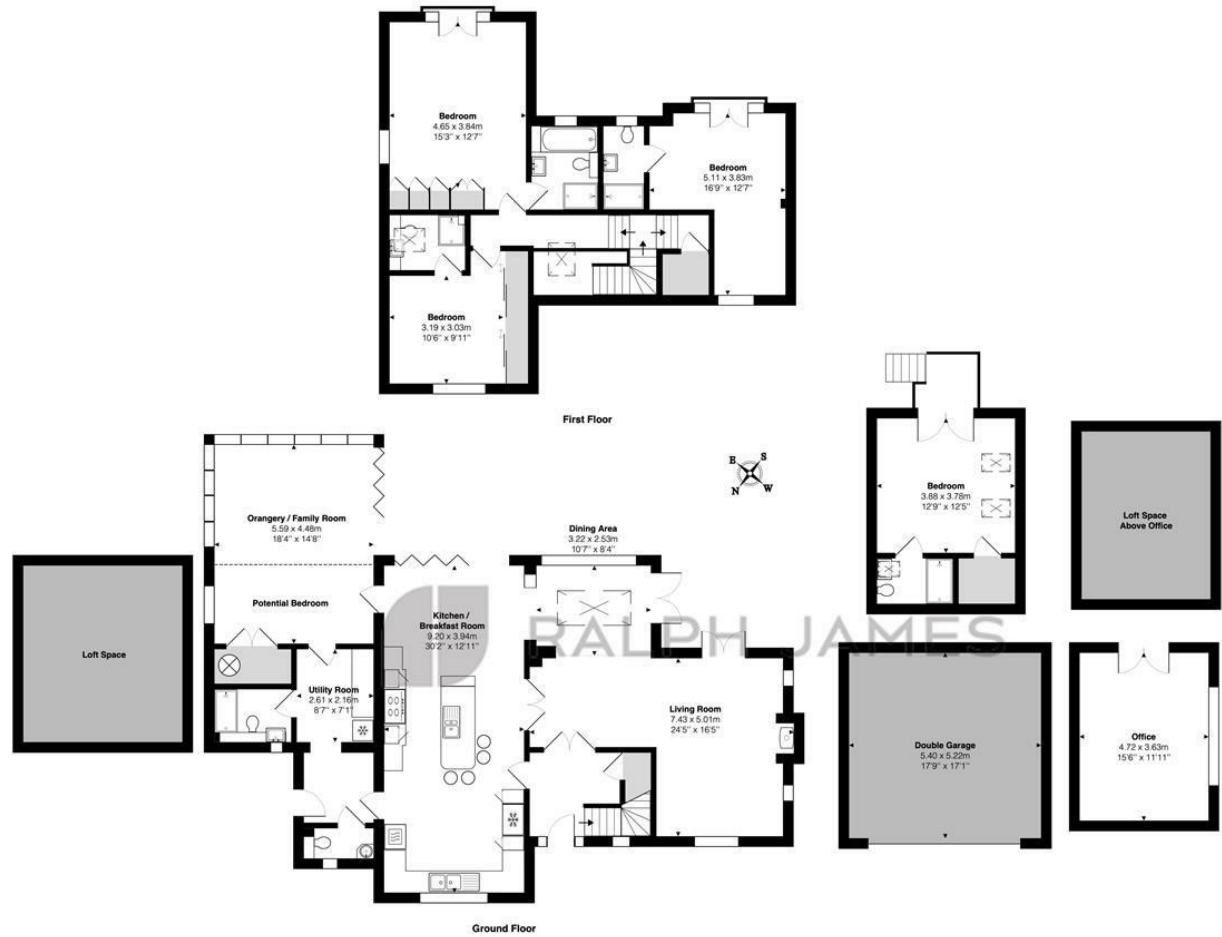 Bedroom
4.65 x 3.84m
15'3'' x 12'7''
Bedroom
5.11 x 3.83m
16'9'' x 12'7''
Bedroom
3.19 x 3.03m
10'6'' x 9'11''
First Floor
E S
N W
Bedroom
3.88 x 3.78m
12'9'' x 12'5''
Loft Space
Above Office
Orangery / Family Room
5.59 x 4.48m
18'4'' x 14'8''
Dining Area
3.22 x 2.53m
10'7'' x 8'4''
Potential Bedroom
Kitchen /
Breakfast Room
9.20 x 3.94m
30'2'' x 12'11''
RALPH JAMES
Loft Space
Utility Room
2.61 x 2.16m
8'7'' x 7'1''
Living Room
7.43 x 5.01m
24'5'' x 16'5''
Double Garage
5.40 x 5.22m
17'9'' x 17'1''
Office
4.72 x 3.63m
15'6'' x 11'11''
Ground Floor